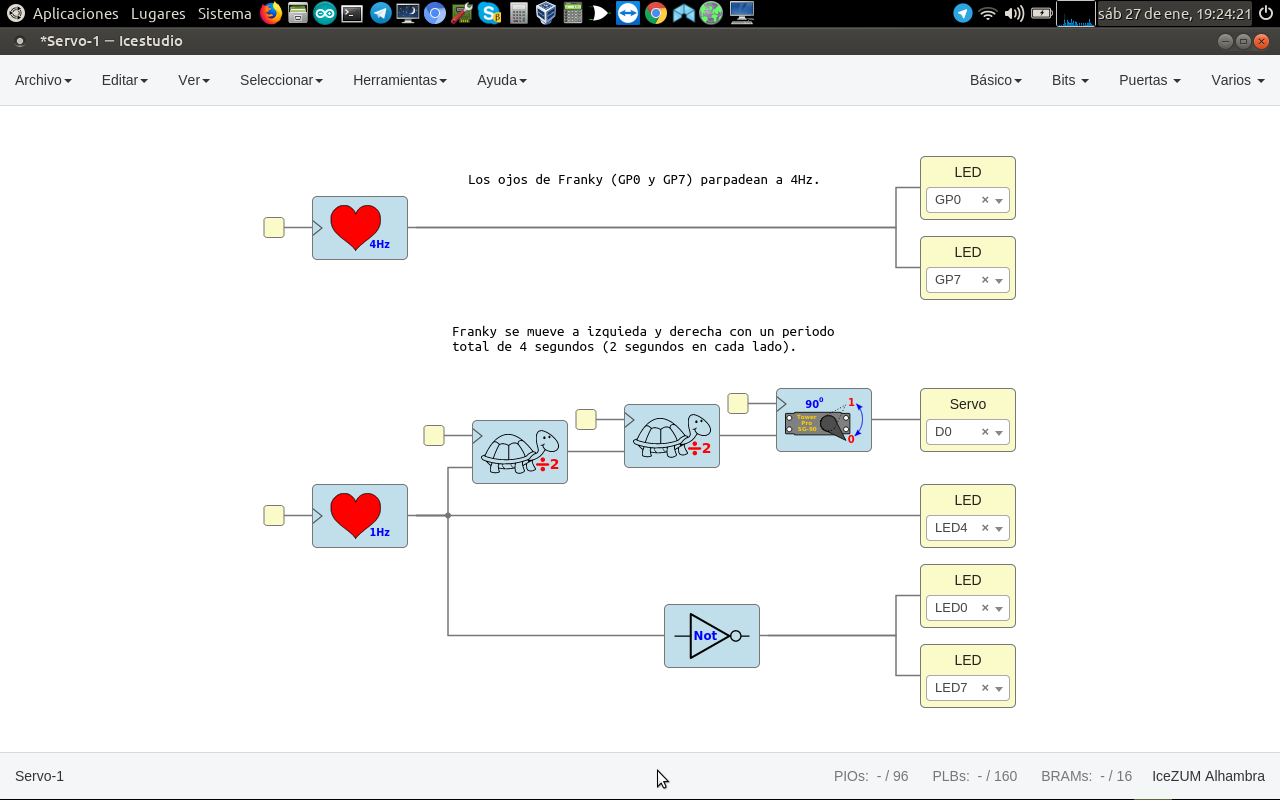 Aplicaciones Lugares Sistema sáb 27 de ene, 19:24:21
*Servo-1 — Icestudio
Archivo Editar Ver Seleccionar Herramientas Ayuda Básico Bits Puertas Varios
Los ojos de Franky (GP0 y GP7) parpadean a 4Hz.
4Hz
LED
GP0 ×
LED
GP7 ×
Franky se mueve a izquieda y derecha con un periodo
total de 4 segundos (2 segundos en cada lado).
÷2
÷2
90º 1
Tower
Pro
SG-90
0
Servo
D0 ×
1Hz
LED
LED4 ×
Not
LED
LED0 ×
LED
LED7 ×
Servo-1 PIOs: - / 96 PLBs: - / 160 BRAMs: - / 16 IceZUM Alhambra